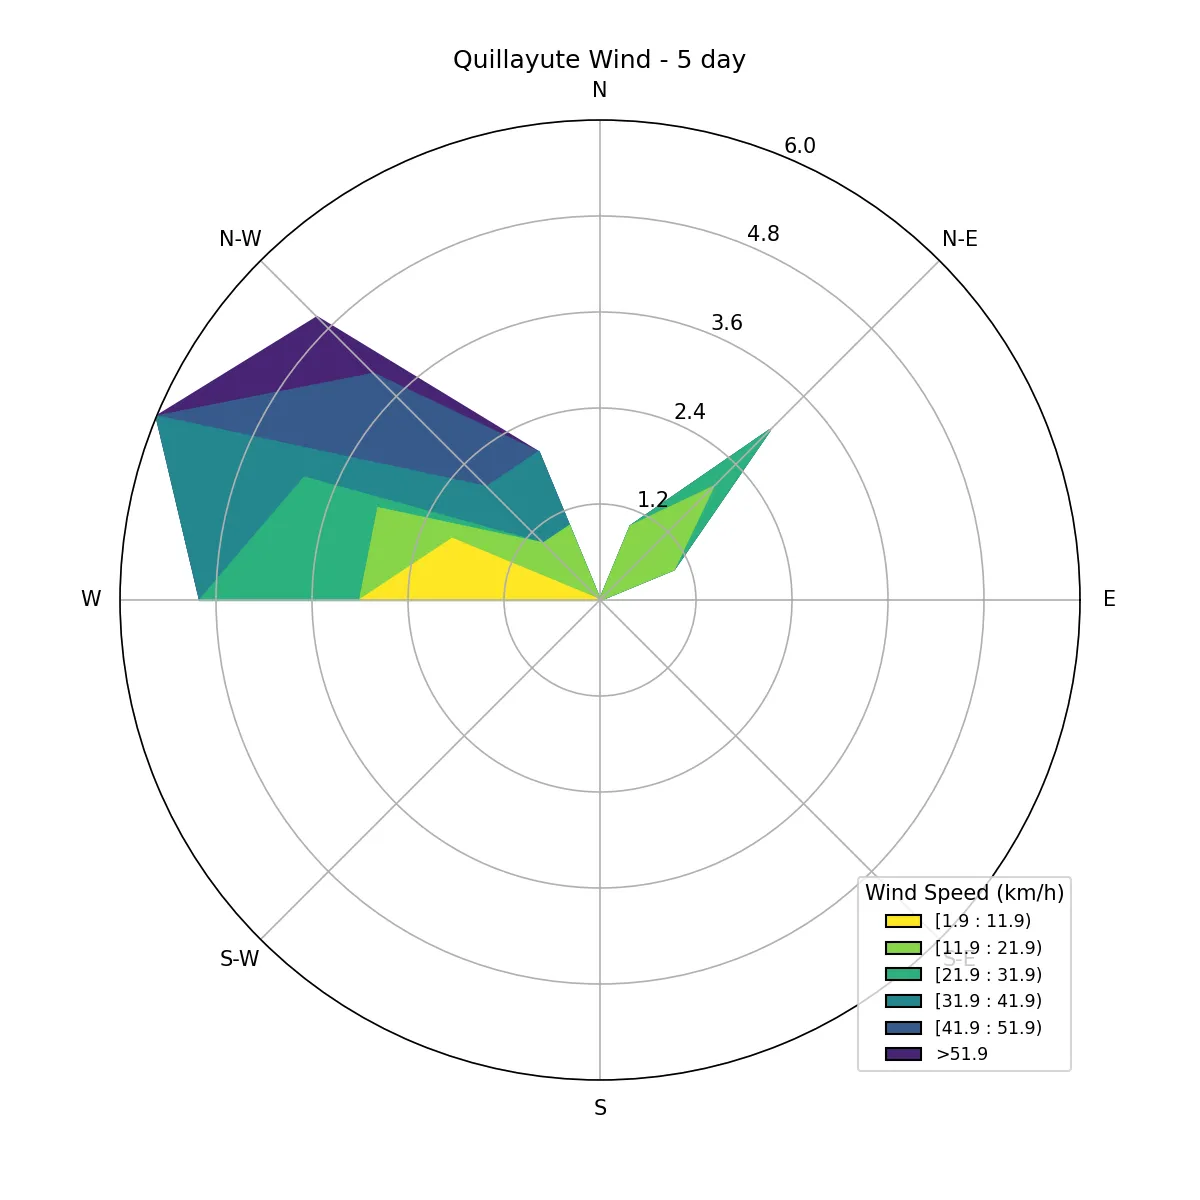 Quillayute Wind - 5 day
N
6.0
4.8
N-W
N-E
3.6
2.4
1.2
W
E
Wind Speed (km/h)
[1.9 : 11.9)
[11.9 : 21.9)
S-W
S-E
[21.9 : 31.9)
[31.9 : 41.9)
[41.9 : 51.9)
>51.9
S